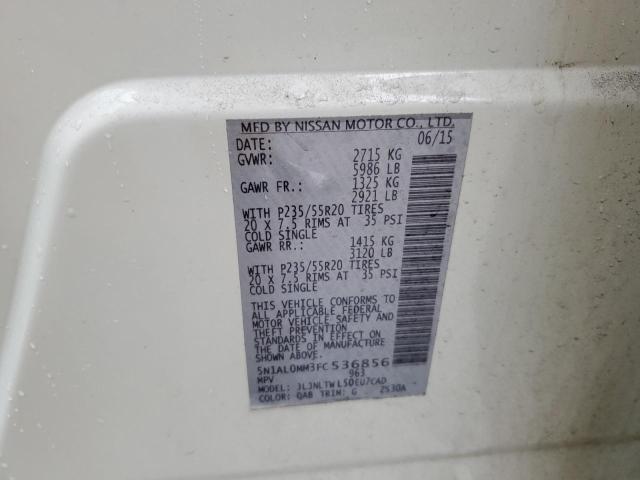 MFD BY NISSAN MOTOR CO., LTD.
DATE: 06/15
GVWR: 2715 KG
5986 LB
GAWR FR.: 1325 KG
2921 LB
WITH P235/55R20 TIRES
20 X 7.5 RIMS AT 35 PSI
COLD SINGLE
GAWR RR.: 1415 KG
3120 LB
WITH P235/55R20 TIRES
20 X 7.5 RIMS AT 35 PSI
COLD SINGLE
THIS VEHICLE CONFORMS TO
ALL APPLICABLE FEDERAL
MOTOR VEHICLE SAFETY AND
THEFT PREVENTION
STANDARDS IN EFFECT ON
THE DATE OF MANUFACTURE
SHOWN ABOVE.
5N1AL0MM3FC536856
MPV 963
MODEL:
COLOR: QAB TRIM: G 2530A